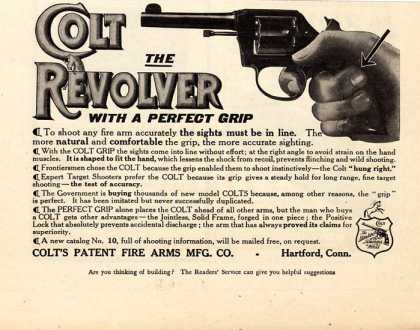 COLT
THE
REVOLVER
WITH A PERFECT GRIP
¶ To shoot any fire arm accurately the sights must be in line. The
more natural and comfortable the grip, the more accurate sighting.
¶ With the COLT GRIP the sights come into line without effort; at the right angle to avoid strain on the hand
muscles. It is shaped to fit the hand, which lessens the shock from recoil, prevents flinching and wild shooting.
¶ Frontiersmen chose the COLT because the grip enabled them to shoot instinctively—the Colt "hung right."
¶ Expert Target Shooters prefer the COLT because its grip gives a steady hold for long range, fine target
shooting—the test of accuracy.
¶ The Government is buying thousands of new model COLTS because, among other reasons, the "grip"
is perfect. It has been imitated but never successfully duplicated.
¶ The PERFECT GRIP alone places the COLT ahead of all other arms, but the man who buys
a COLT gets other advantages—the Jointless, Solid Frame, forged in one piece; the Positive
Lock that absolutely prevents accidental discharge; the arm that has always proved its claims for
superiority.
¶ A new catalog No. 10, full of shooting information, will be mailed free, on request.
COLT'S PATENT FIRE ARMS MFG. CO. - Hartford, Conn.
Are you thinking of building? The Readers' Service can give you helpful suggestions